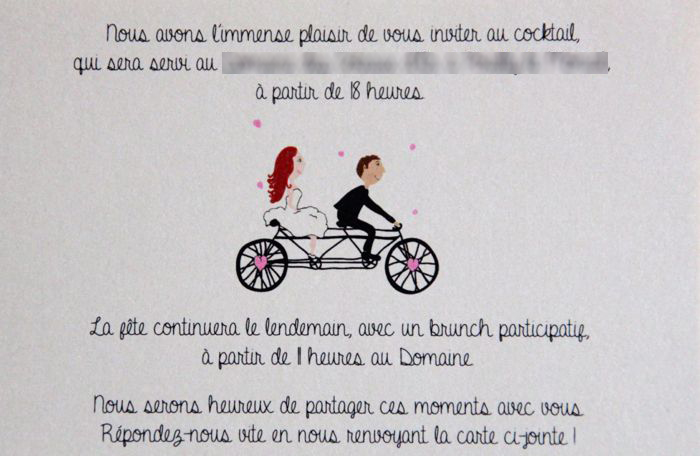 Nous avons l'immense plaisir de vous inviter au cocktail,
qui sera servi au
à partir de 18 heures
La fête continuera le lendemain, avec un brunch participatif,
à partir de 11 heures au Domaine
Nous serons heureux de partager ces moments avec vous
Répondez-nous vite en nous renvoyant la carte ci-jointe !